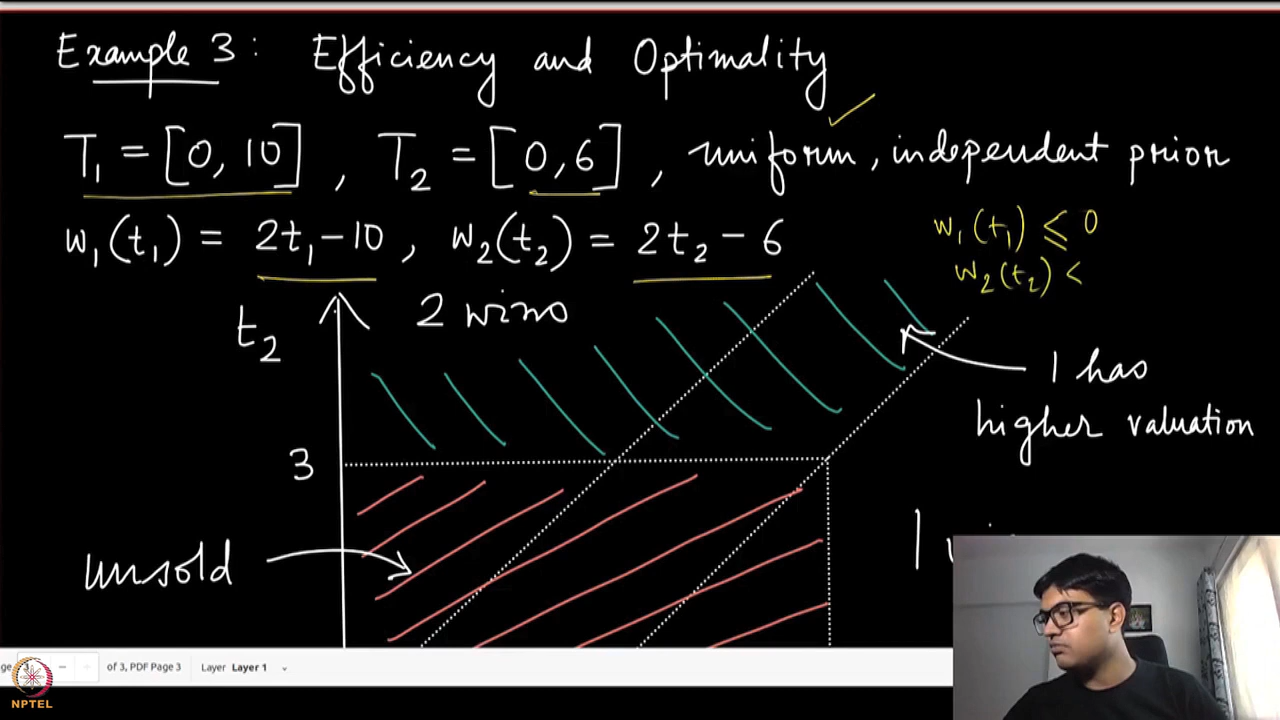 Example 3: Efficiency and Optimality
T₁ = [0, 10], T₂ = [0, 6], uniform, independent prior
w₁(t₁) = 2t₁-10, w₂(t₂) = 2t₂-6
w₁(t₁) ≤ 0
w₂(t₂) <
t₂
2 wins
1 has
higher valuation
3
unsold
1
of 3, PDF Page 3 Layer Layer 1
NPTEL